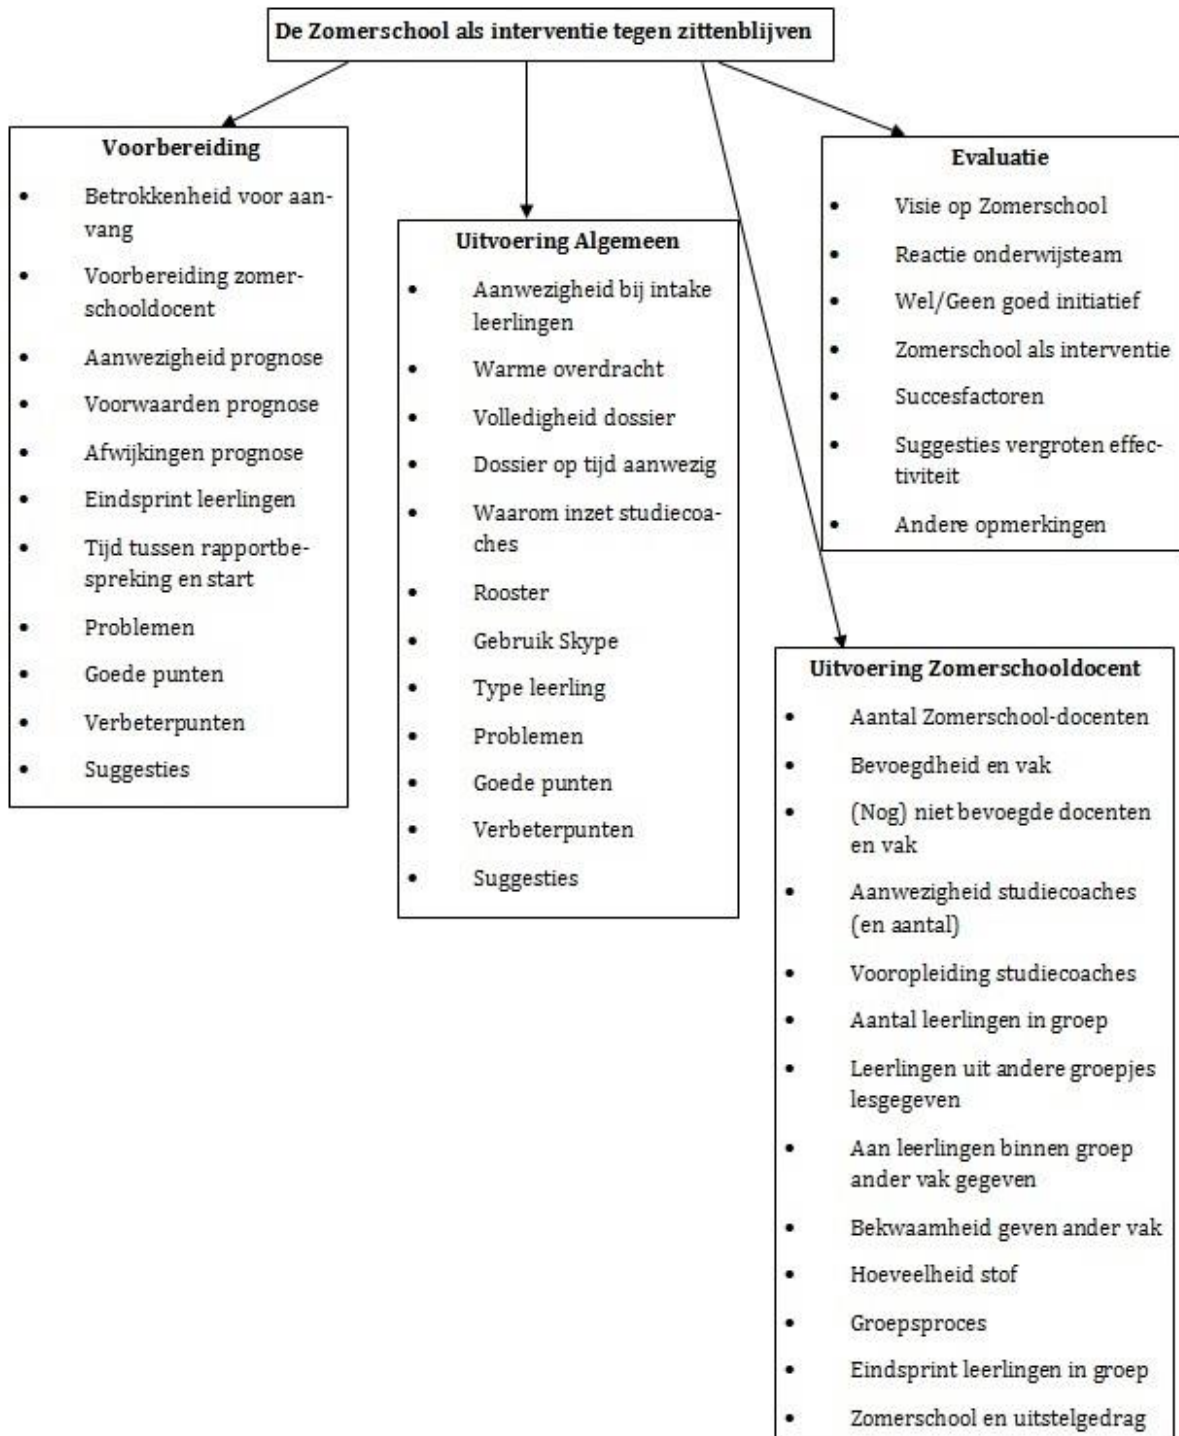 De Zomerschool als interventie tegen zittenblijven
Voorbereiding
• Betrokkenheid voor aan-
vang
• Voorbereiding zomer-
schooldocent
• Aanwezigheid prognose
• Voorwaarden prognose
• Afwijkingen prognose
• Eindsprint leerlingen
• Tijd tussen rapportbe-
spreking en start
• Problemen
• Goede punten
• Verbeterpunten
• Suggesties
Uitvoering Algemeen
• Aanwezigheid bij intake
leerlingen
• Warme overdracht
• Volledigheid dossier
• Dossier op tijd aanwezig
• Waarom inzet studiecoa-
ches
• Rooster
• Gebruik Skype
• Type leerling
• Problemen
• Goede punten
• Verbeterpunten
• Suggesties
Evaluatie
• Visie op Zomerschool
• Reactie onderwijsteam
• Wel/Geen goed initiatief
• Zomerschool als interventie
• Succesfactoren
• Suggesties vergroten effec-
tiviteit
• Andere opmerkingen
Uitvoering Zomerschooldocent
• Aantal Zomerschool-docenten
• Bevoegdheid en vak
• (Nog) niet bevoegde docenten
en vak
• Aanwezigheid studiecoaches
(en aantal)
• Vooropleiding studiecoaches
• Aantal leerlingen in groep
• Leerlingen uit andere groepjes
lesgegeven
• Aan leerlingen binnen groep
ander vak gegeven
• Bekwaamheid geven ander vak
• Hoeveelheid stof
• Groepsproces
• Eindsprint leerlingen in groep
• Zomerschool en uitstelgedrag